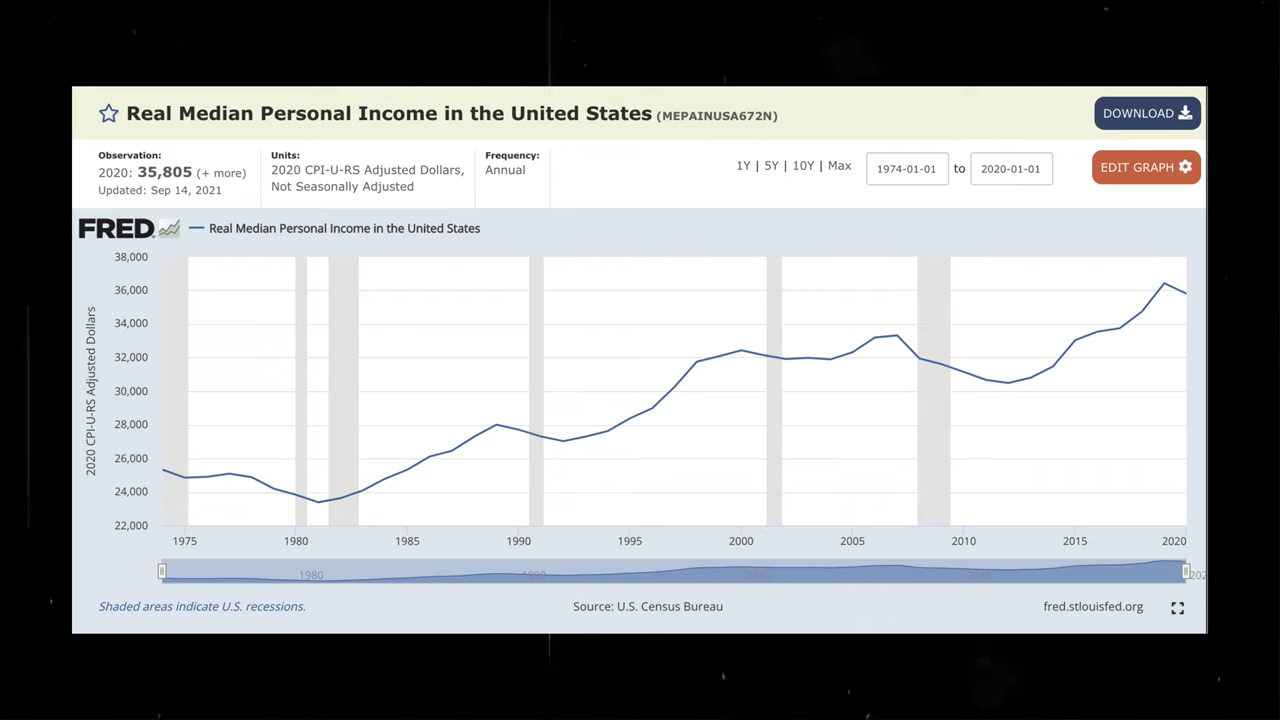 Real Median Personal Income in the United States (MEPAINUSA672N)
DOWNLOAD
Observation:
2020: 35,805 (+ more)
Updated: Sep 14, 2021
Units:
2020 CPI-U-RS Adjusted Dollars,
Not Seasonally Adjusted
Frequency:
Annual
1Y | 5Y | 10Y | Max
1974-01-01 to 2020-01-01
EDIT GRAPH
FRED
Real Median Personal Income in the United States
2020 CPI-U-RS Adjusted Dollars
38,000
36,000
34,000
32,000
30,000
28,000
26,000
24,000
22,000
1975 1980 1985 1990 1995 2000 2005 2010 2015 2020
1980
Shaded areas indicate U.S. recessions.
Source: U.S. Census Bureau
fred.stlouisfed.org